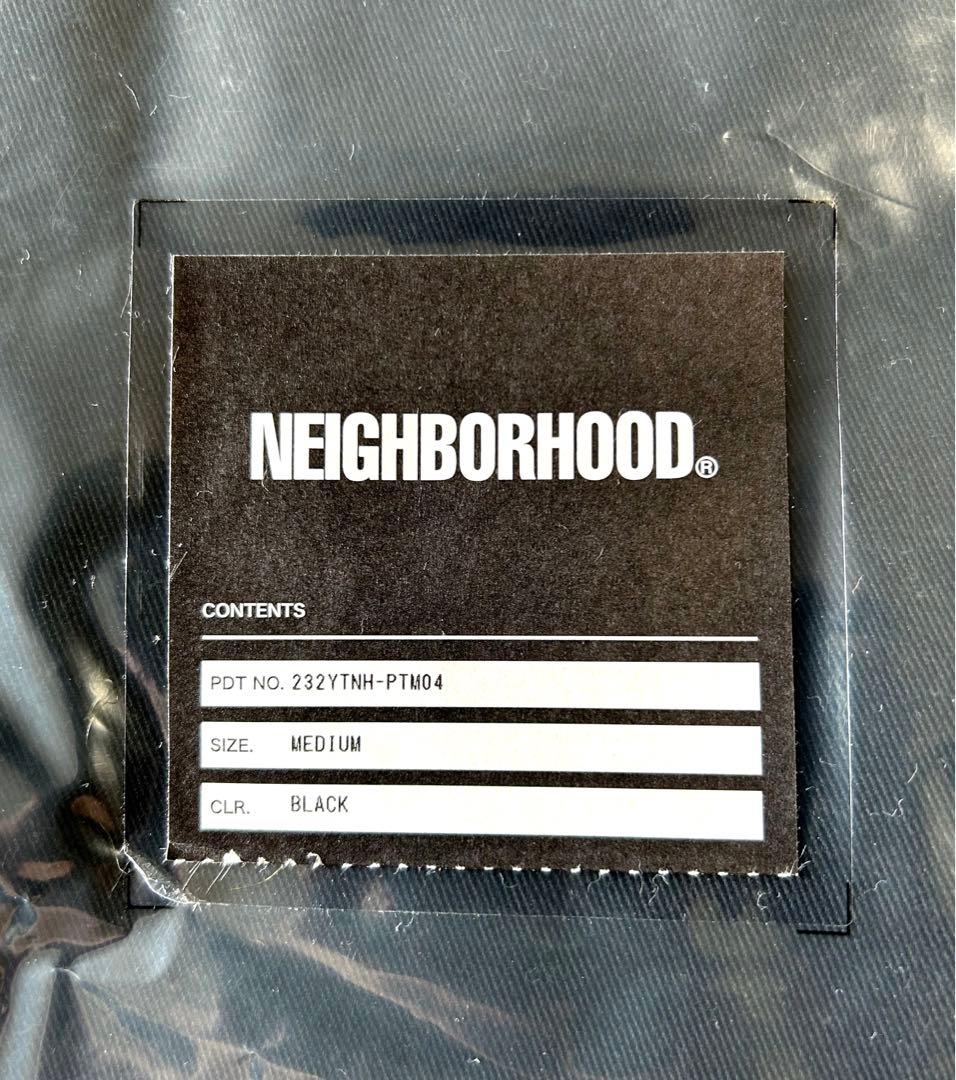 NEIGHBORHOOD®
CONTENTS
PDT NO. 232YTNH-PTM04
SIZE. MEDIUM
CLR. BLACK